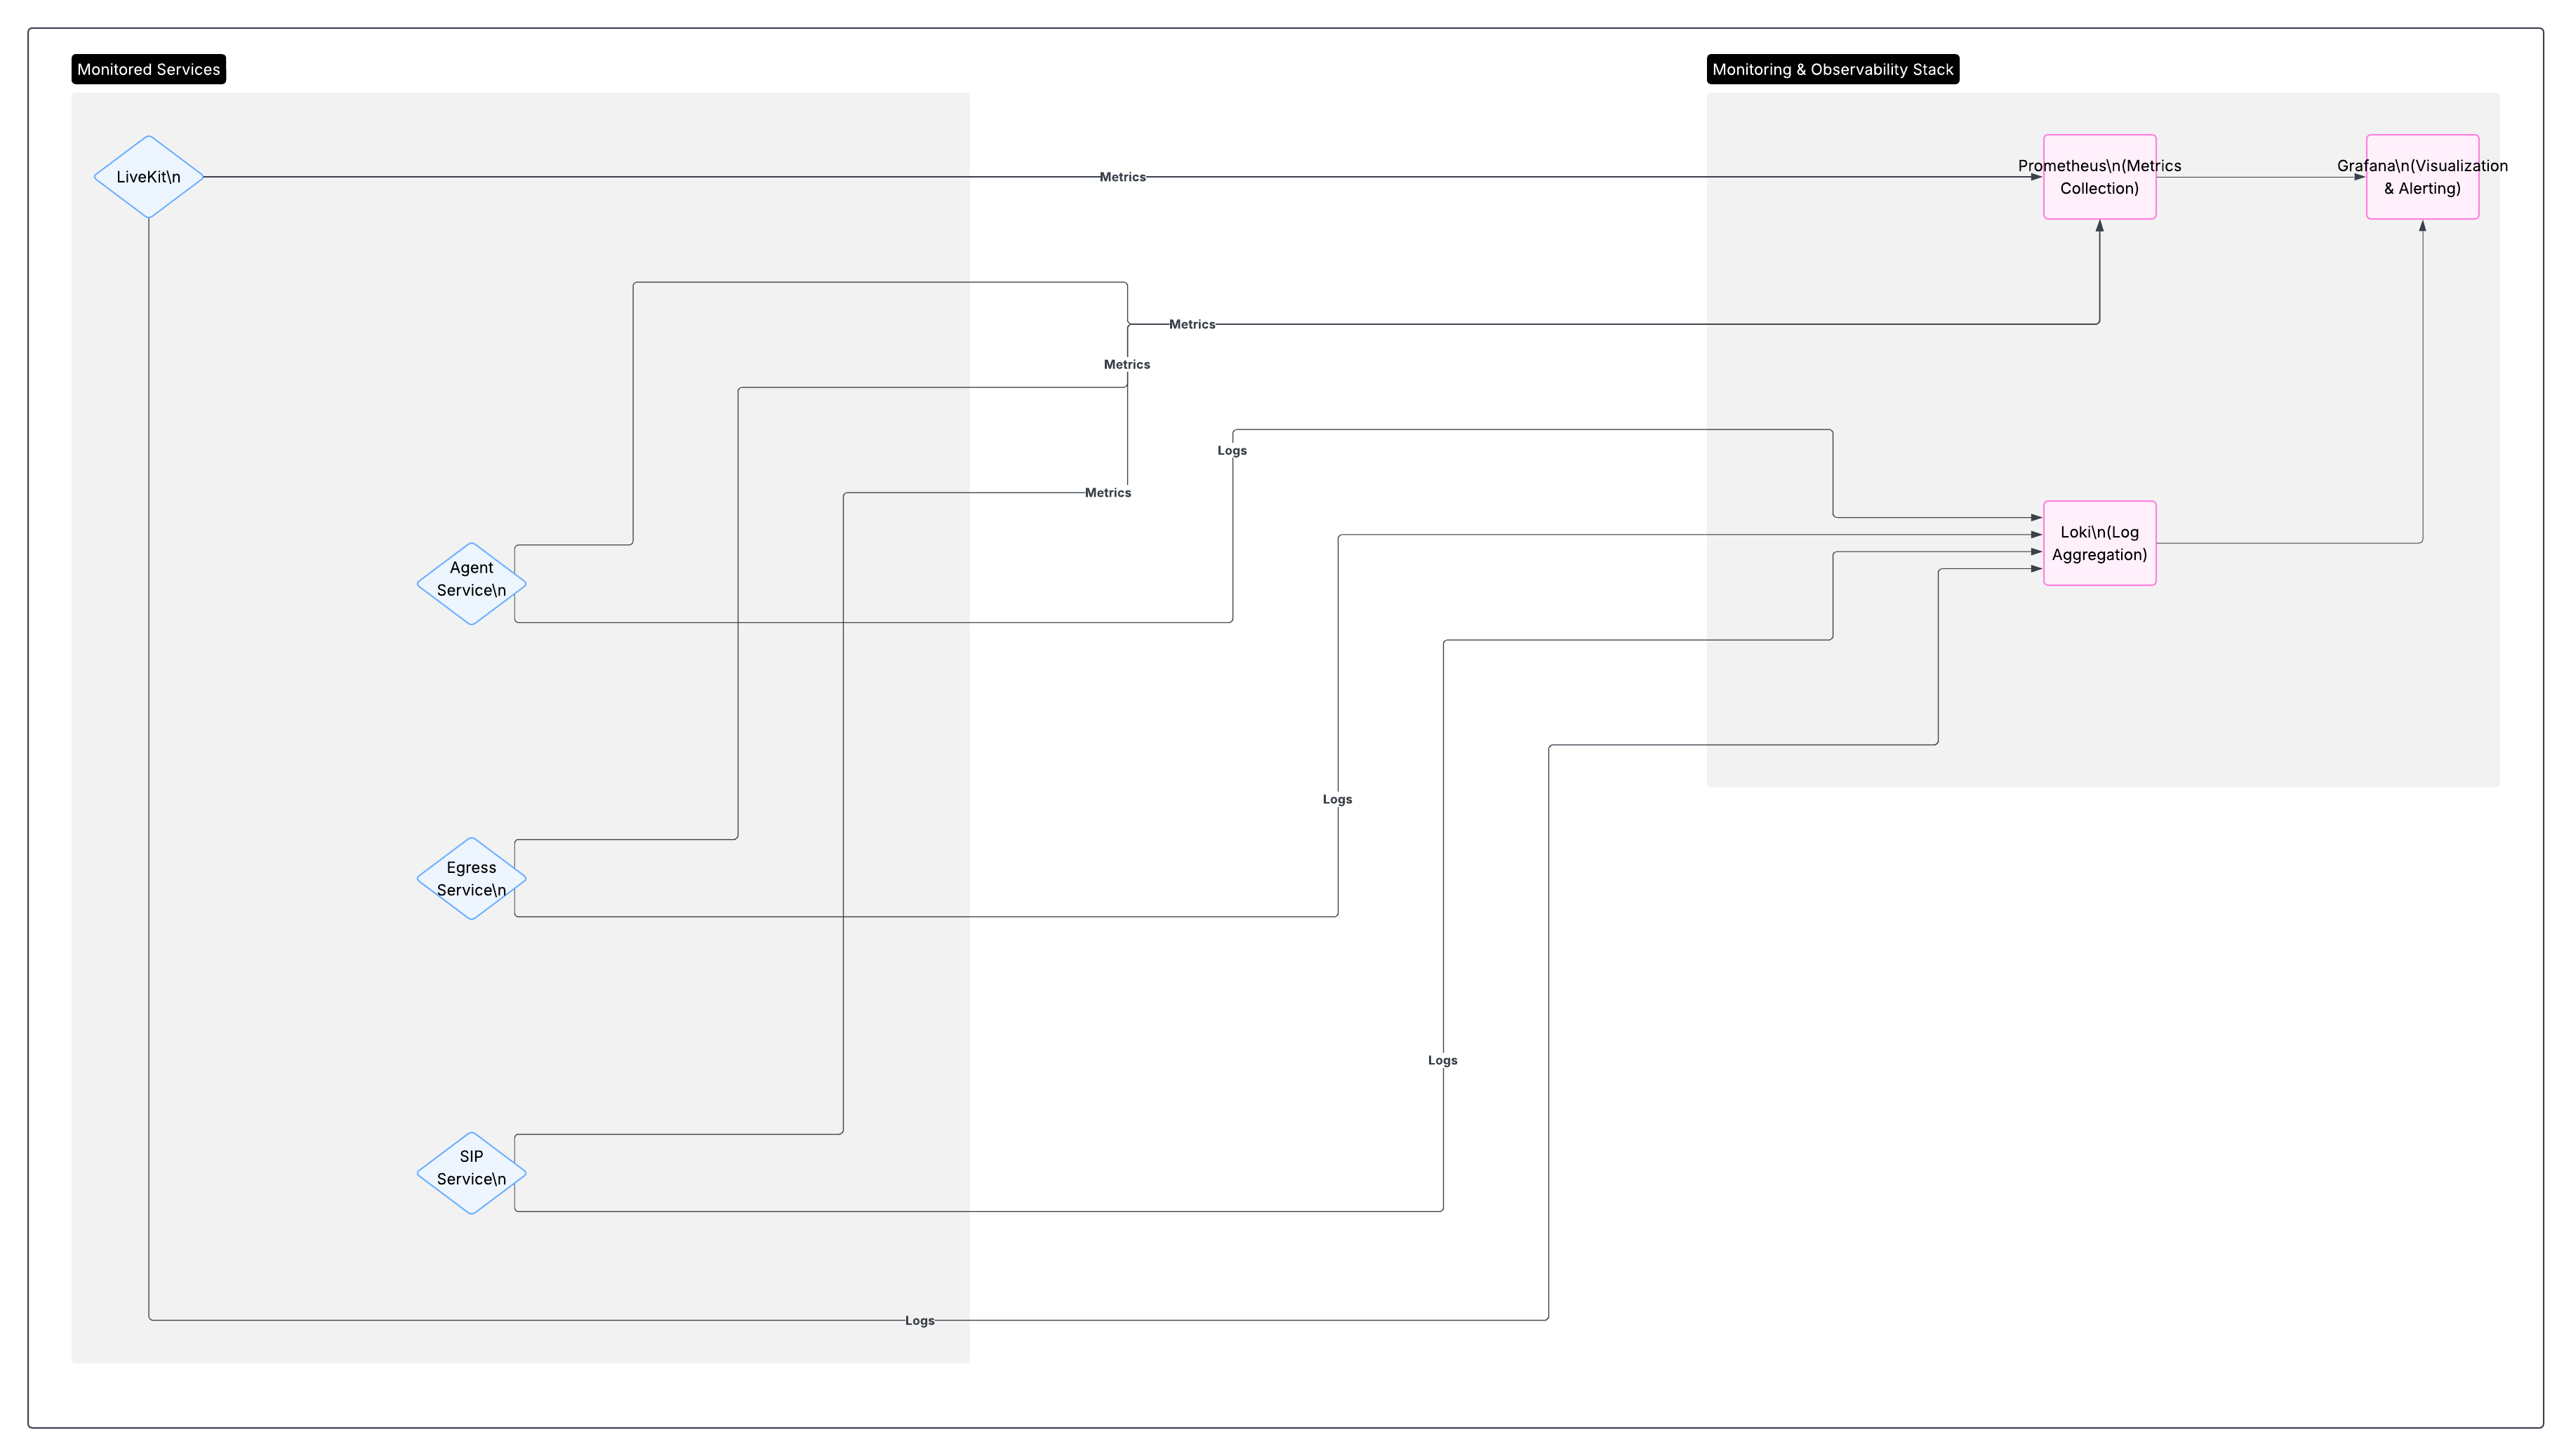 Monitored Services
Monitoring & Observability Stack
LiveKit\n
Metrics
Prometheus\n(Metrics
Collection)
Grafana\n(Visualization
& Alerting)
Metrics
Metrics
Logs
Metrics
Loki\n(Log
Aggregation)
Agent
Service\n
Logs
Egress
Service\n
Logs
SIP
Service\n
Logs